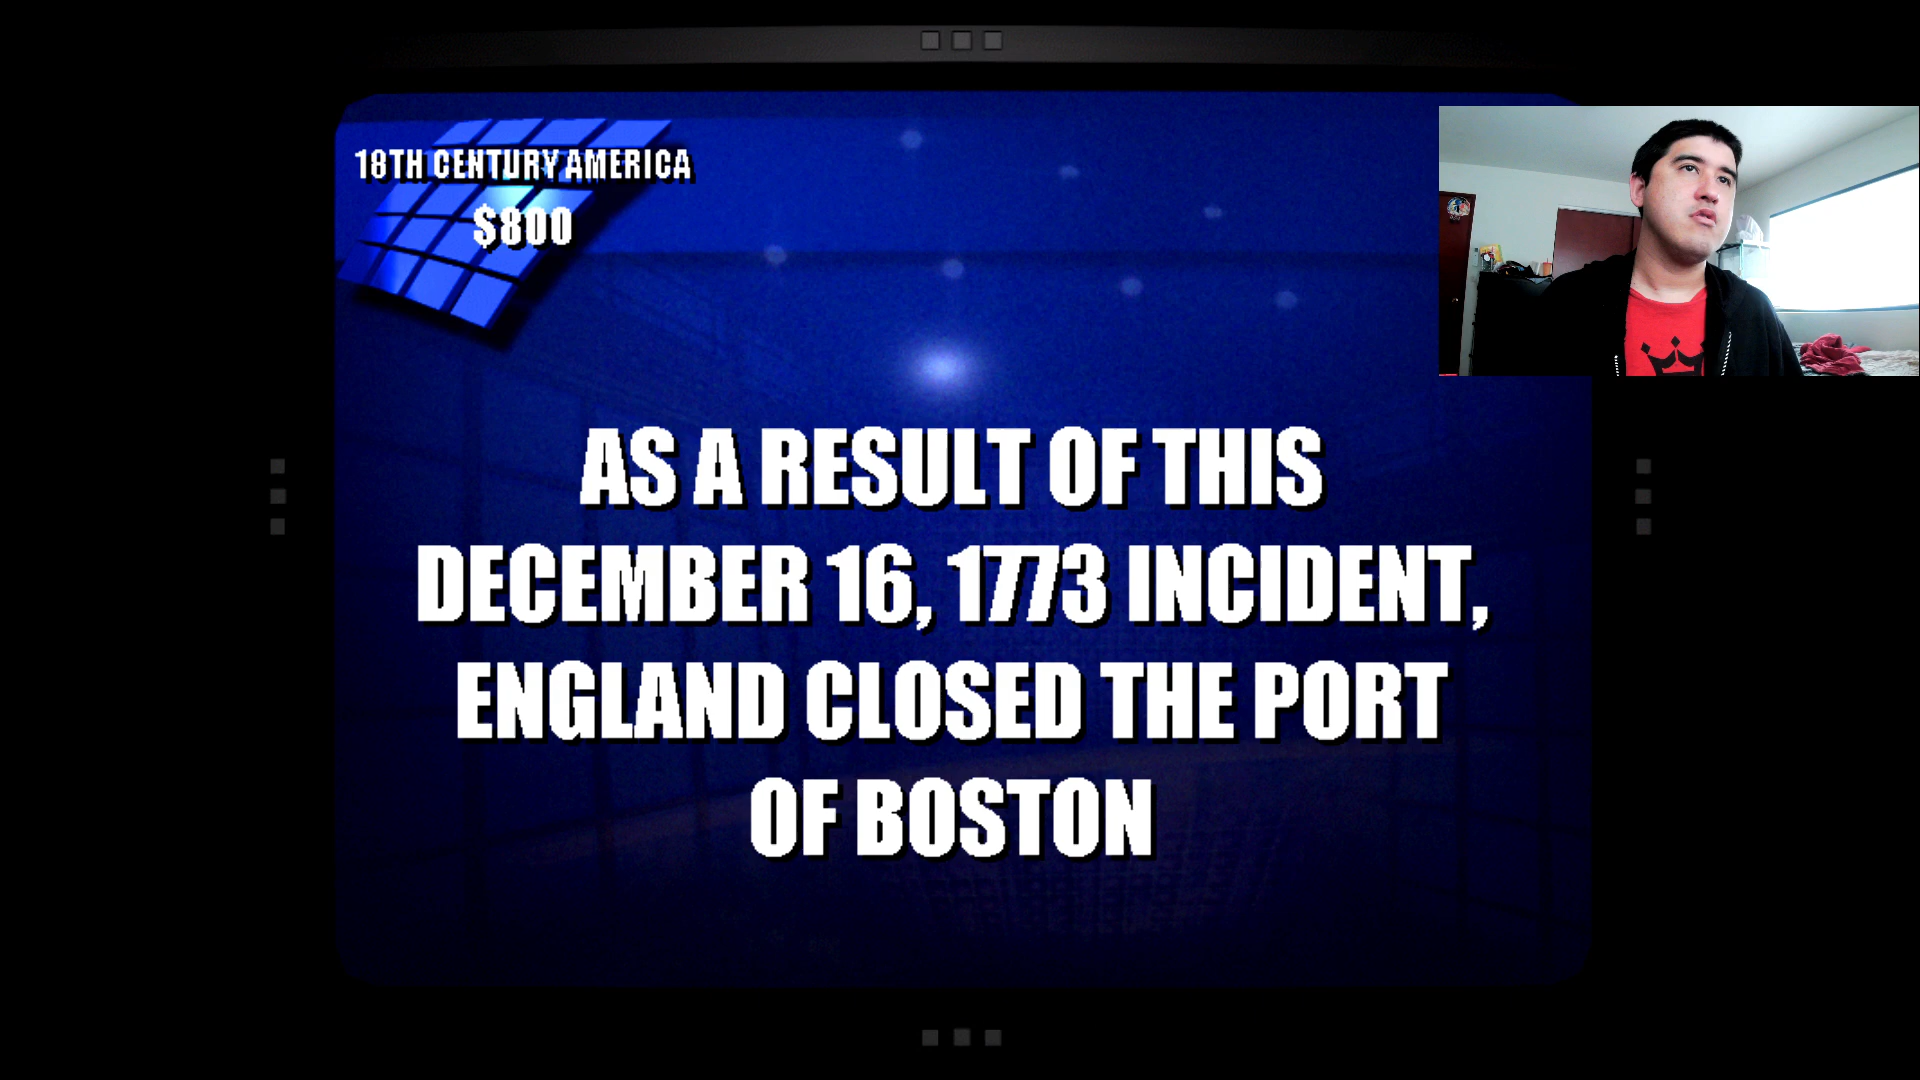 18TH CENTURY AMERICA
$800
AS A RESULT OF THIS
DECEMBER 16, 1773 INCIDENT,
ENGLAND CLOSED THE PORT
OF BOSTON